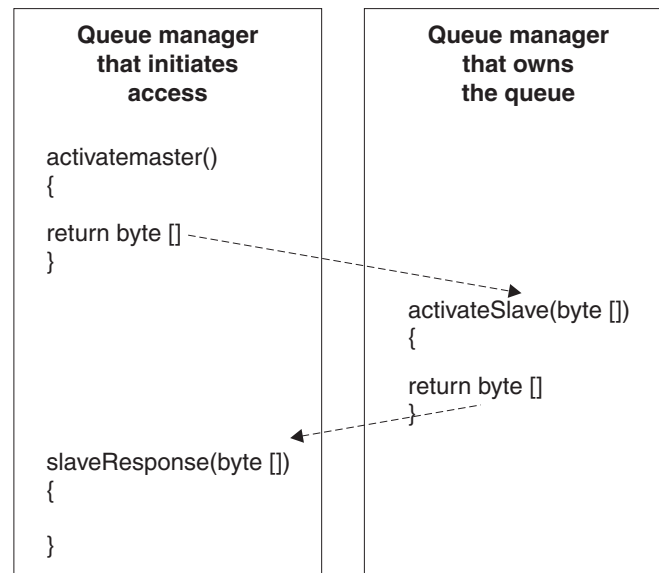 Queue manager
that initiates
access
activatemaster()
{
return byte []
}
slaveResponse(byte [])
{
}
Queue manager
that owns
the queue
activateSlave(byte [])
{
return byte []
}